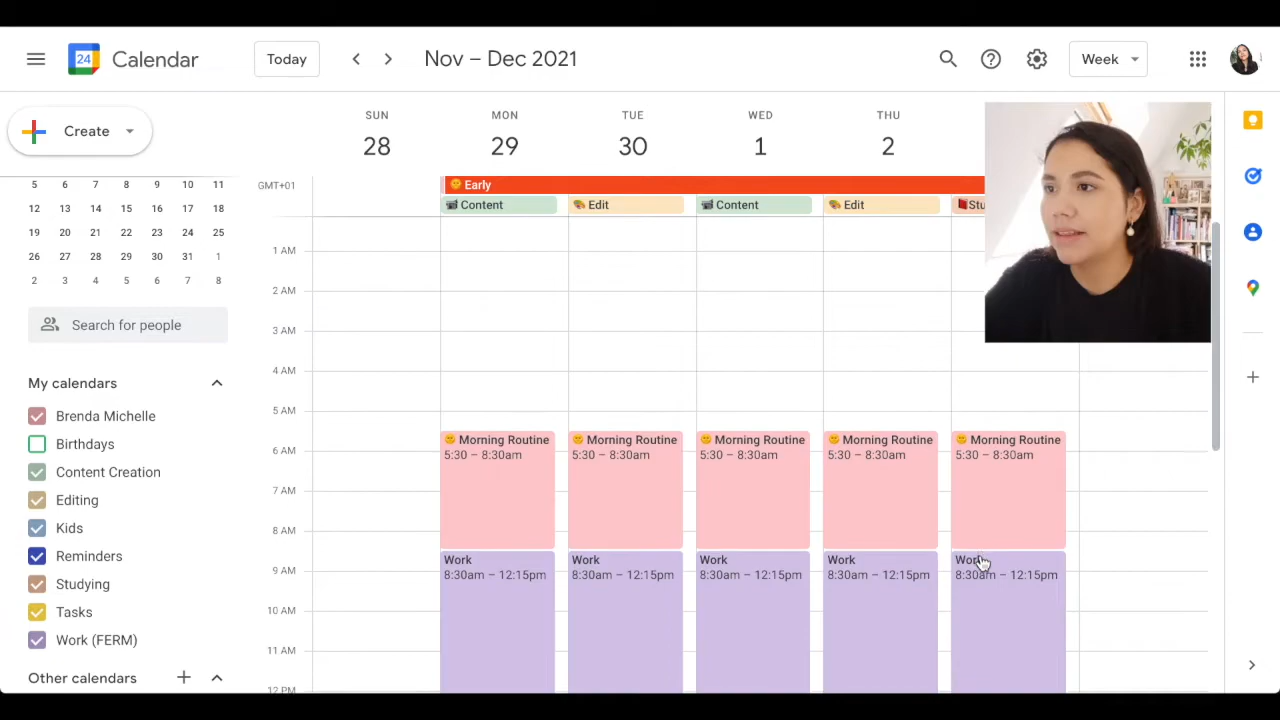 24 Calendar Today Nov – Dec 2021 Week
Create
SUN MON TUE WED THU
28 29 30 1 2
GMT+01
Early
Content Edit Content Edit Stu
5 6 7 8 9 10 11
12 13 14 15 16 17 18
19 20 21 22 23 24 25
26 27 28 29 30 31 1
2 3 4 5 6 7 8
Search for people
My calendars
Brenda Michelle
Birthdays
Content Creation
Editing
Kids
Reminders
Studying
Tasks
Work (FERM)
Other calendars
1 AM
2 AM
3 AM
4 AM
5 AM
6 AM
7 AM
8 AM
9 AM
10 AM
11 AM
12 PM
Morning Routine Morning Routine Morning Routine Morning Routine Morning Routine
5:30 – 8:30am 5:30 – 8:30am 5:30 – 8:30am 5:30 – 8:30am 5:30 – 8:30am
Work Work Work Work Work
8:30am – 12:15pm 8:30am – 12:15pm 8:30am – 12:15pm 8:30am – 12:15pm 8:30am – 12:15pm